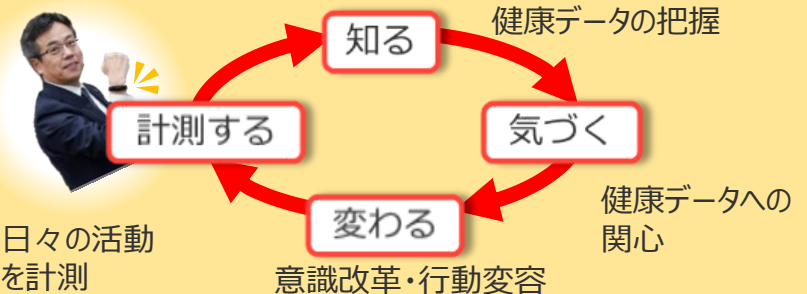 知る
健康データの把握
計測する
気づく
健康データへの
関心
変わる
日々の活動
を計測
意識改革・行動変容